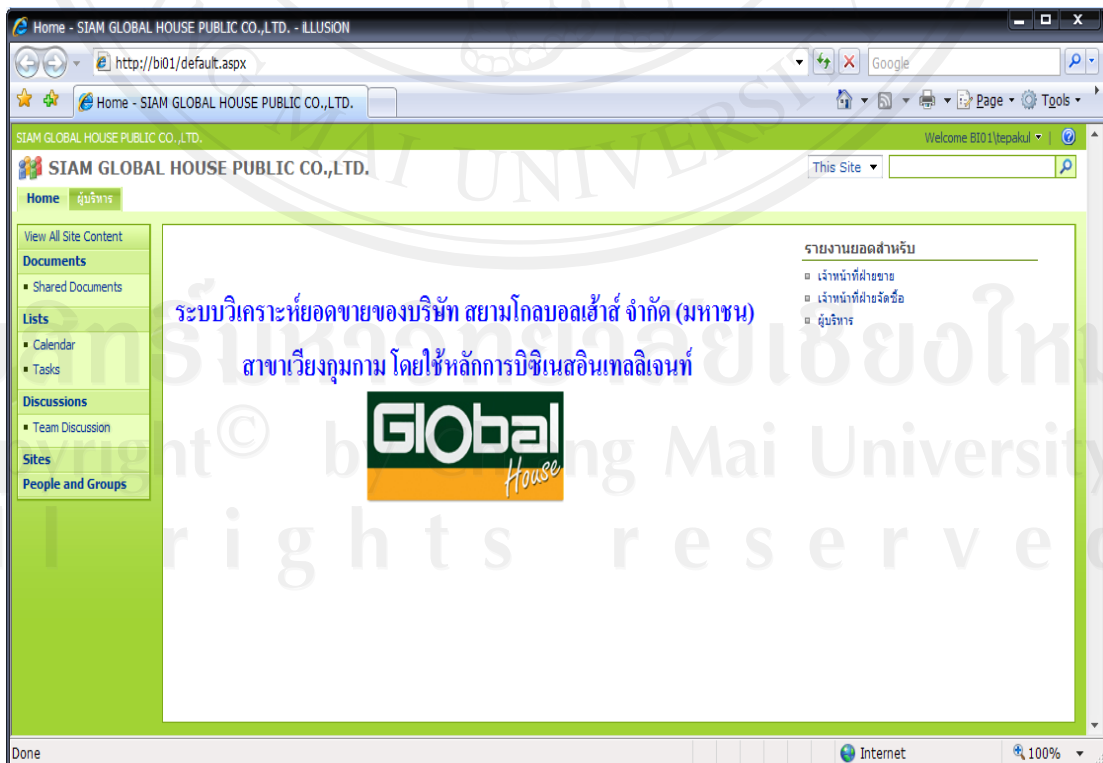 Home - SIAM GLOBAL HOUSE PUBLIC CO.,LTD. - iLLUSiON
http://bi01/default.aspx
Google
Home - SIAM GLOBAL HOUSE PUBLIC CO.,LTD.
Page
Tools
SIAM GLOBAL HOUSE PUBLIC CO.,LTD.
Welcome BI01\tepakul
SIAM GLOBAL HOUSE PUBLIC CO.,LTD.
This Site
Home
ผู้บริหาร
View All Site Content
Documents
Shared Documents
Lists
Calendar
Tasks
Discussions
Team Discussion
Sites
People and Groups
ระบบวิเคราะห์ยอดขายของบริษัท สยามโกลบอลเฮ้าส์ จำกัด (มหาชน)
สาขาเวียงกุมกาม โดยใช้หลักการบิซิเนสอินเทลลิเจนท์
Global
House
รายงานยอดสำหรับ
เจ้าหน้าที่ฝ่ายขาย
เจ้าหน้าที่ฝ่ายจัดซื้อ
ผู้บริหาร
MAI UNIVERSI
by Chiang Mai University
rights reserve
Done
Internet
100%